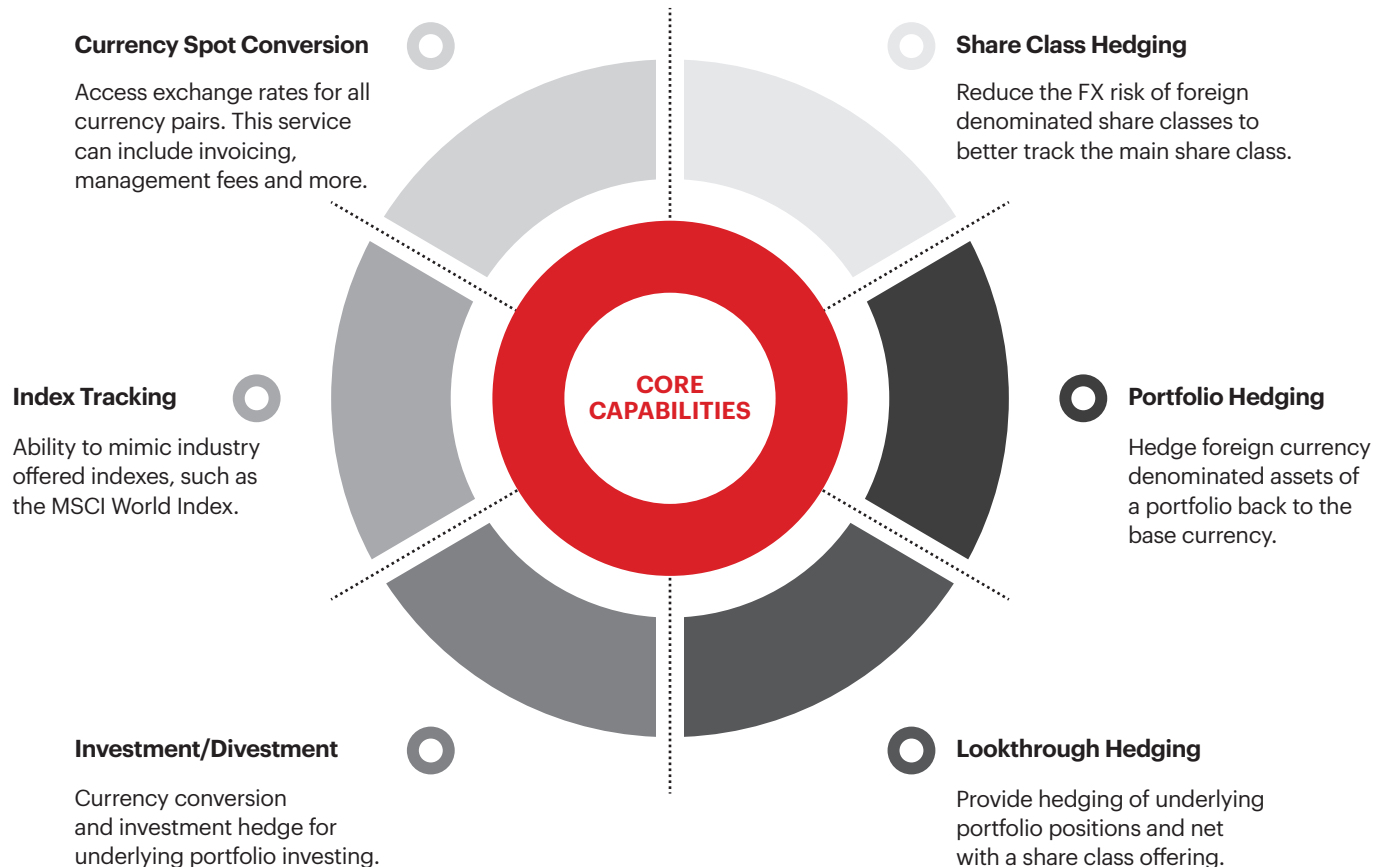 Currency Spot Conversion
Access exchange rates for all
currency pairs. This service
can include invoicing,
management fees and more.
Share Class Hedging
Reduce the FX risk of foreign
denominated share classes to
better track the main share class.
Index Tracking
Ability to mimic industry
offered indexes, such as
the MSCI World Index.
CORE
CAPABILITIES
Portfolio Hedging
Hedge foreign currency
denominated assets of
a portfolio back to the
base currency.
Investment/Divestment
Currency conversion
and investment hedge for
underlying portfolio investing.
Lookthrough Hedging
Provide hedging of underlying
portfolio positions and net
with a share class offering.